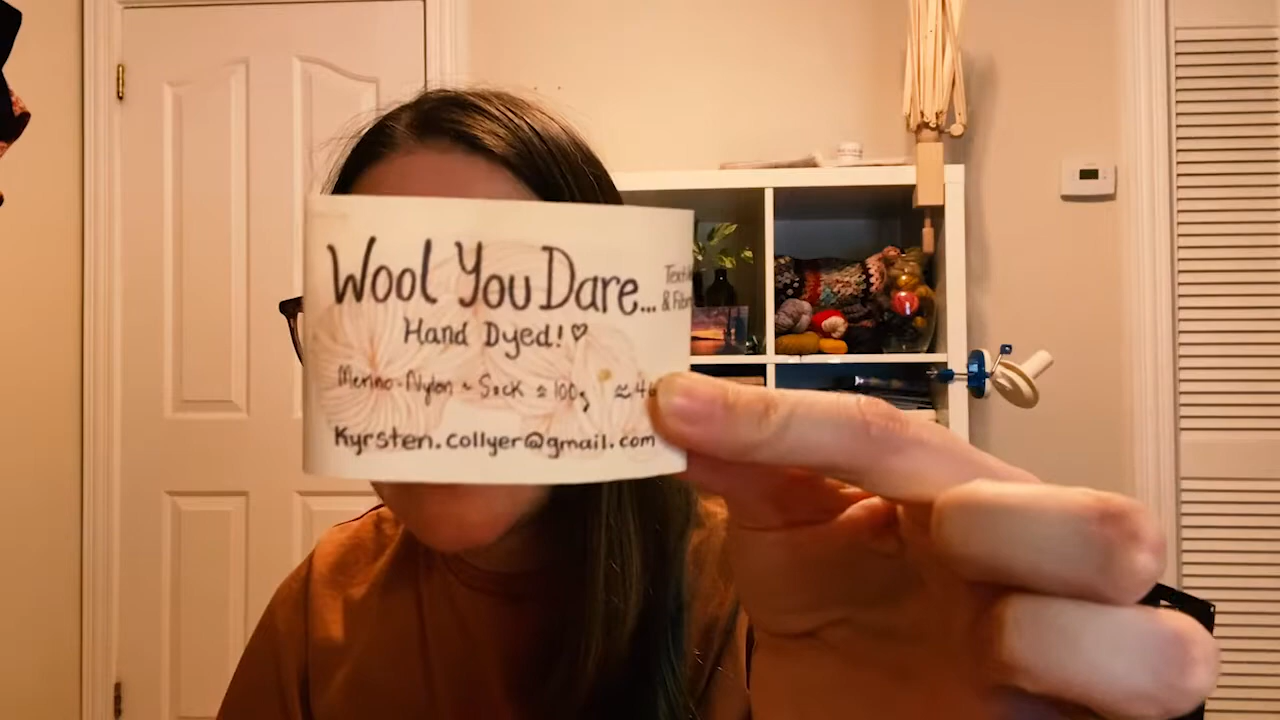 Wool You Dare...
Hand Dyed! ♡
Merino-Nylon ~ Sock ≈ 100g
Kyrsten.collyer@gmail.com